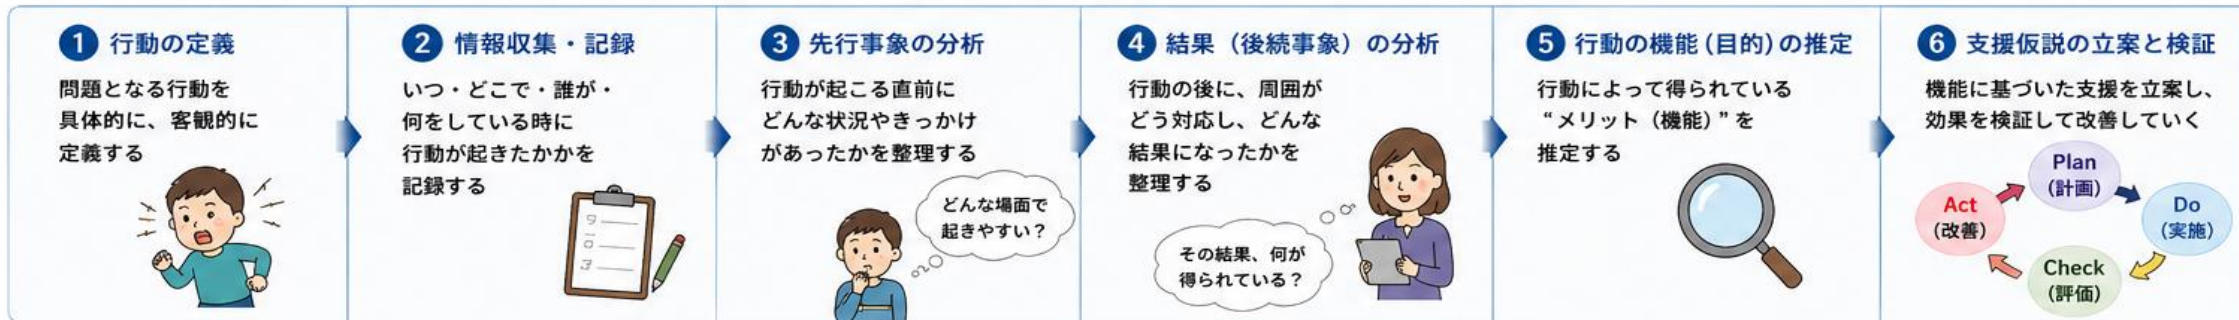 1 行動の定義
問題となる行動を
具体的に、客観的に
定義する
2 情報収集・記録
いつ・どこで・誰が・
何をしている時に
行動が起きたかかを
記録する
3 先行事象の分析
行動が起こる直前に
どんな状況やきっかけ
があったかを整理する
どんな場面で
起きやすい？
4 結果（後続事象）の分析
行動の後に、周囲が
どう対応し、どんな
結果になったかを
整理する
その結果、何が
得られている？
5 行動の機能(目的)の推定
行動によって得られている
“メリット（機能）”を
推定する
6 支援仮説の立案と検証
機能に基づいた支援を立案し、
効果を検証して改善していく
Plan
(計画)
Act
(改善)
Do
(実施)
Check
(評価)